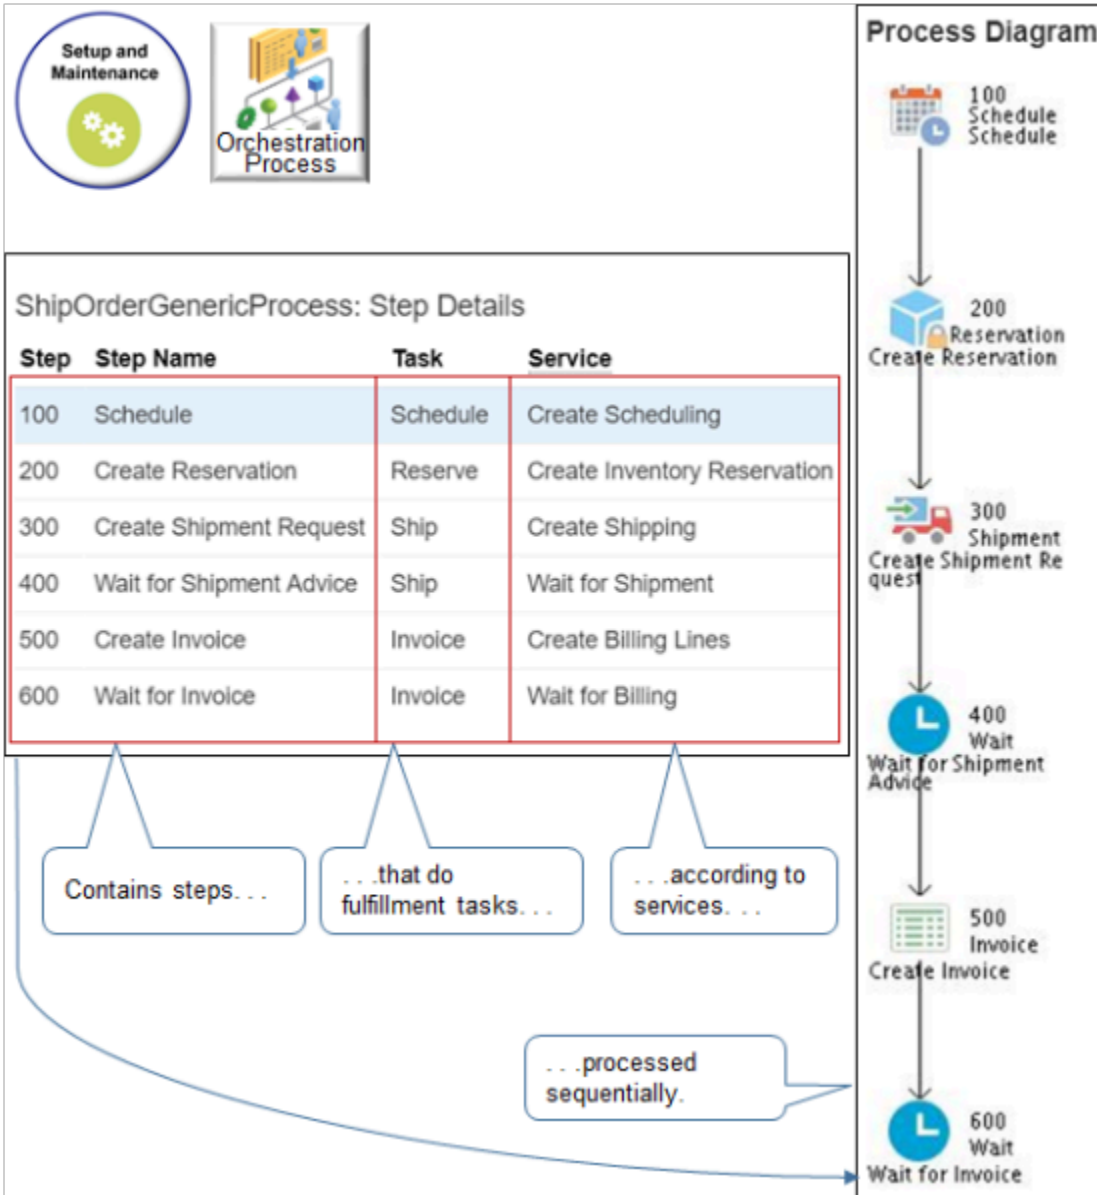 Setup and
Maintenance
Orchestration
Process
ShipOrderGenericProcess: Step Details
Step Step Name Task Service
100 Schedule Schedule Create Scheduling
200 Create Reservation Reserve Create Inventory Reservation
300 Create Shipment Request Ship Create Shipping
400 Wait for Shipment Advice Ship Wait for Shipment
500 Create Invoice Invoice Create Billing Lines
600 Wait for Invoice Invoice Wait for Billing
Contains steps. . .
. . .that do
fulfillment tasks. . .
. . .according to
services. . .
. . .processed
sequentially.
Process Diagram
100
Schedule
Schedule
200
Reservation
Create Reservation
300
Shipment
Create Shipment Re
quest
400
Wait
Wait for Shipment
Advice
500
Invoice
Create Invoice
600
Wait
Wait for Invoice